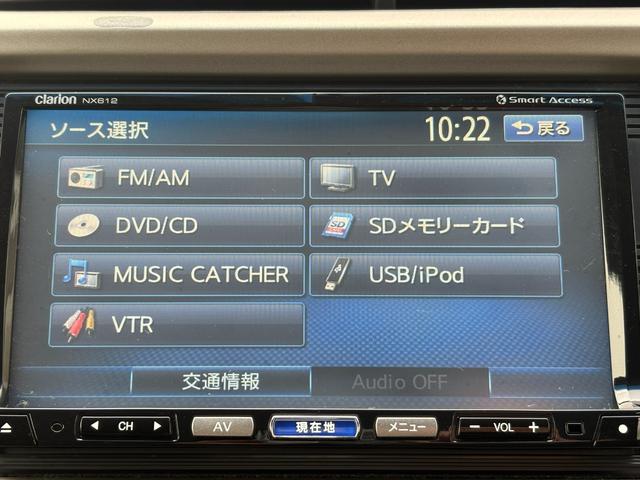 Clarion NX612
Smart Access
ソース選択
10:22
戻る
FM/AM
TV
DVD/CD
SD
SDメモリーカード
MUSIC CATCHER
USB/iPod
VTR
交通情報
Audio OFF
CH
AV
現在地
メニュー
− VOL +